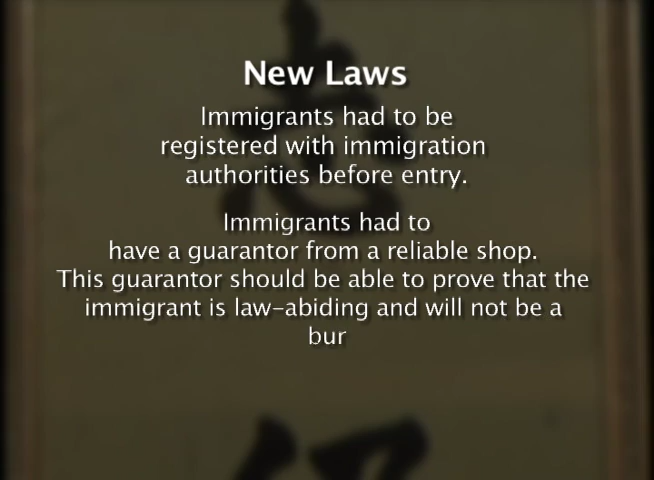 New Laws
Immigrants had to be
registered with immigration
authorities before entry.
Immigrants had to
have a guarantor from a reliable shop.
This guarantor should be able to prove that the
immigrant is law-abiding and will not be a
bur